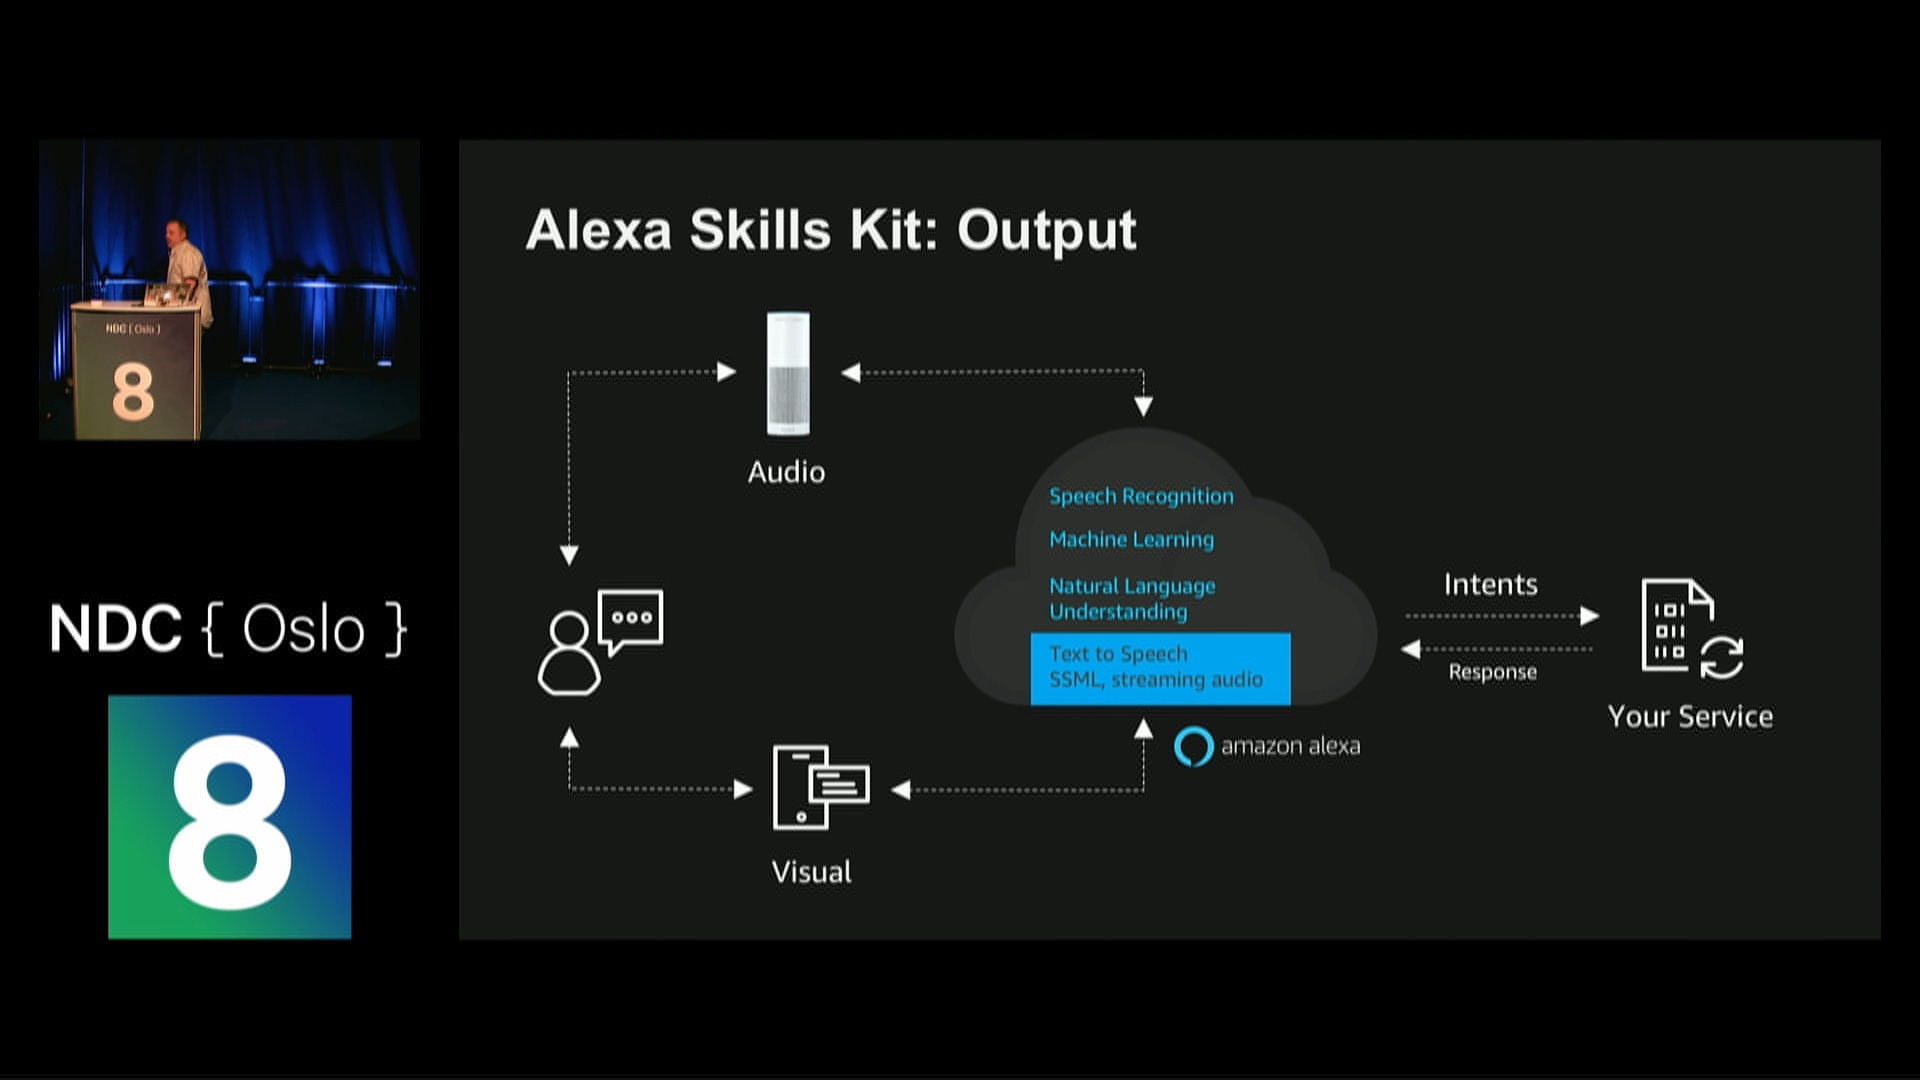 NDC { Oslo }
8
NDC { Oslo }
8
Alexa Skills Kit: Output
Audio
Speech Recognition
Machine Learning
Natural Language
Understanding
Text to Speech
SSML, streaming audio
amazon alexa
Intents
Response
Your Service
Visual